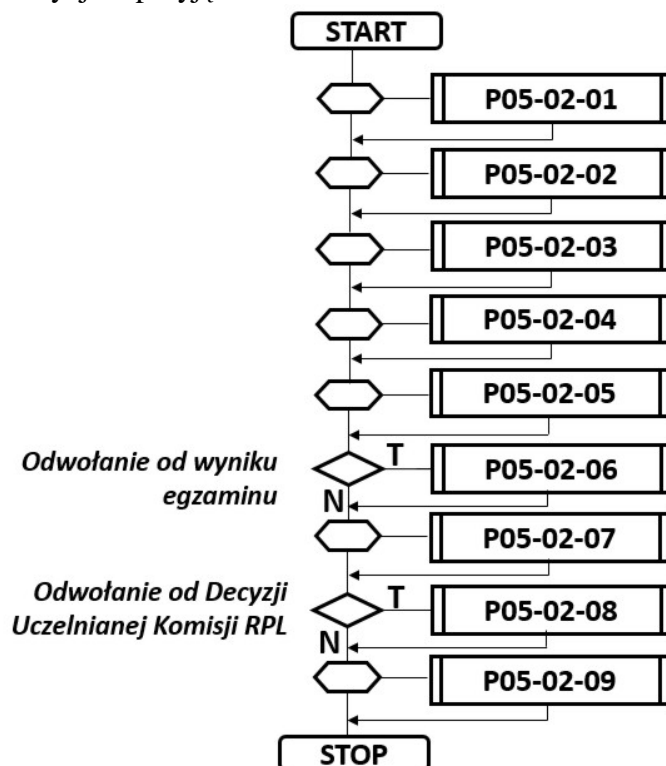 START
P05-02-01
P05-02-02
P05-02-03
P05-02-04
P05-02-05
Odwołanie od wyniku
egzaminu
T
P05-02-06
N
P05-02-07
Odwołanie od Decyzji
Uczelnianej Komisji RPL
T
P05-02-08
N
P05-02-09
STOP